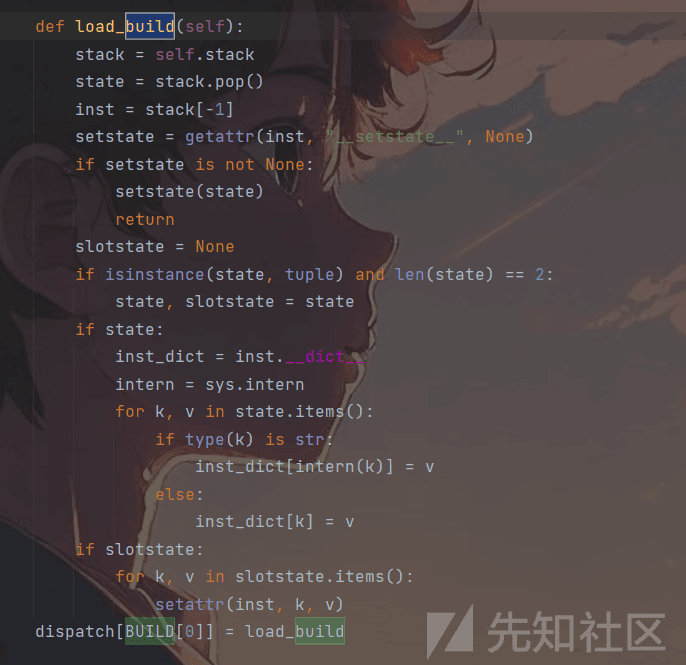 def load_build(self):
    stack = self.stack
    state = stack.pop()
    inst = stack[-1]
    setstate = getattr(inst, "__setstate__", None)
    if setstate is not None:
        setstate(state)
        return
    slotstate = None
    if isinstance(state, tuple) and len(state) == 2:
        state, slotstate = state
    if state:
        inst_dict = inst.__dict__
        intern = sys.intern
        for k, v in state.items():
            if type(k) is str:
                inst_dict[intern(k)] = v
            else:
                inst_dict[k] = v
    if slotstate:
        for k, v in slotstate.items():
            setattr(inst, k, v)
dispatch[BUILD[0]] = load_build
先知社区